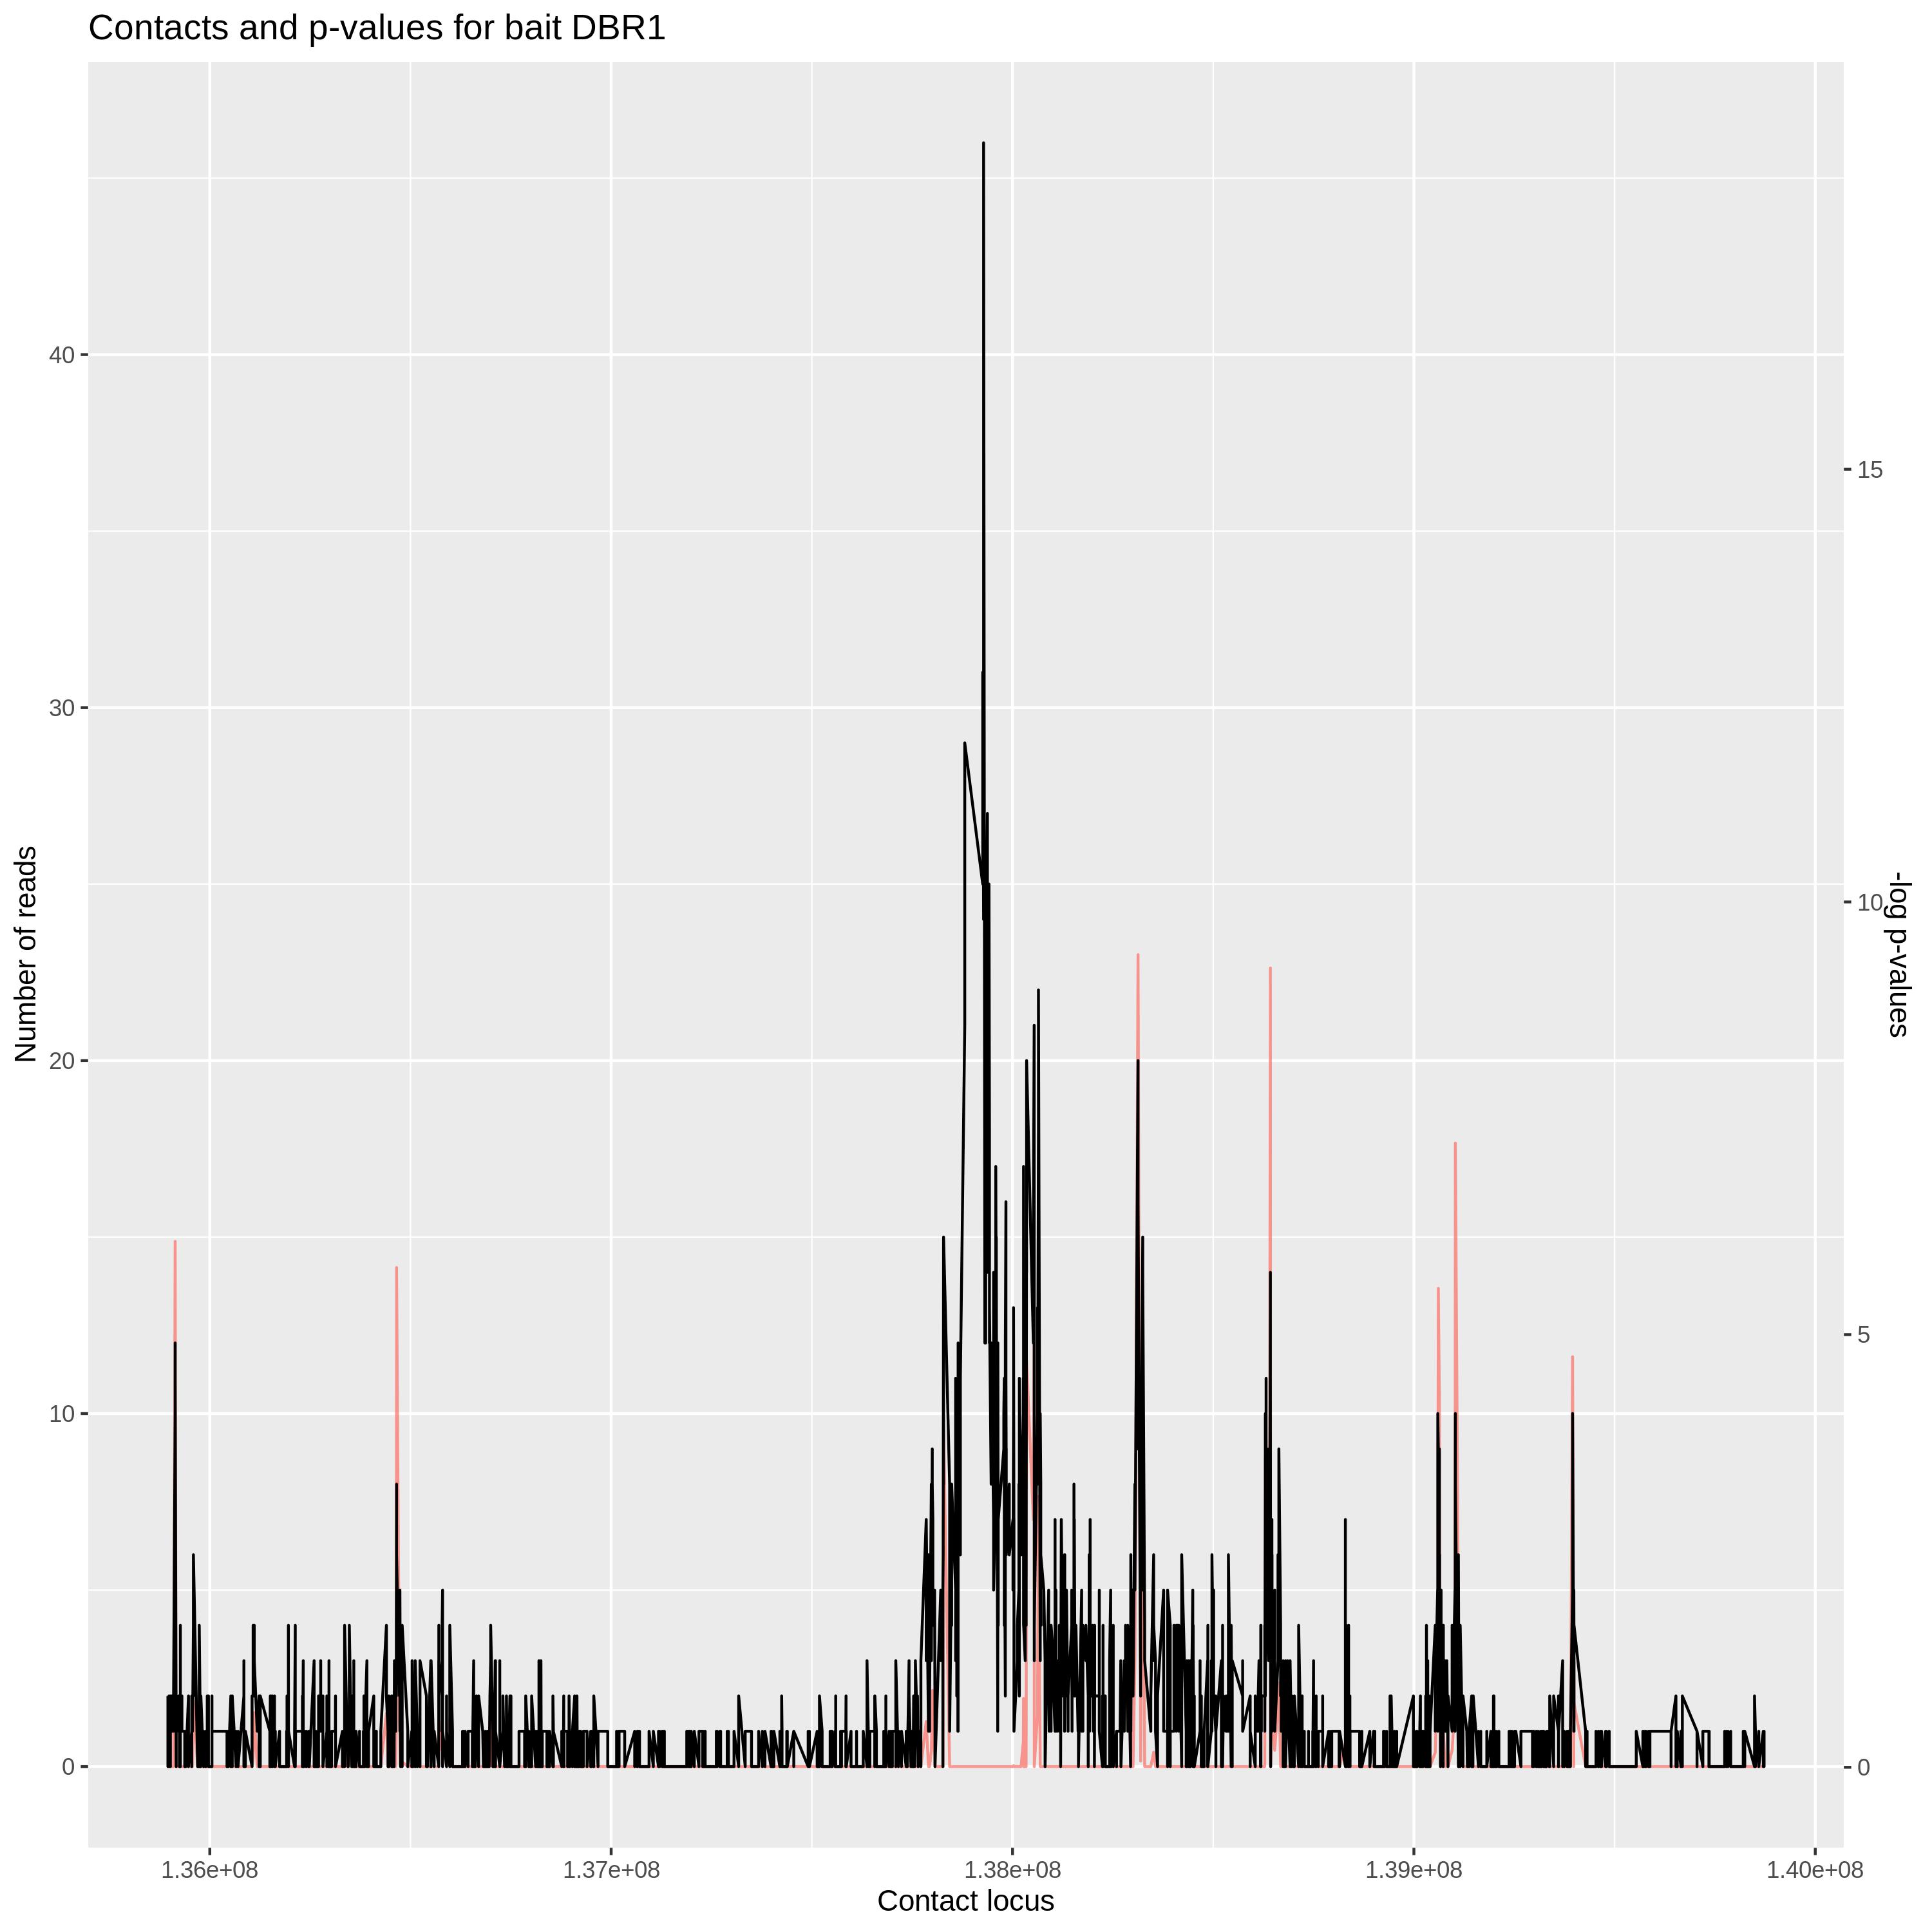 Contacts and p-values for bait DBR1
40
30
20
10
0
Number of reads
15
10
5
0
-log p-values
1.36e+08 1.37e+08 1.38e+08 1.39e+08 1.40e+08
Contact locus